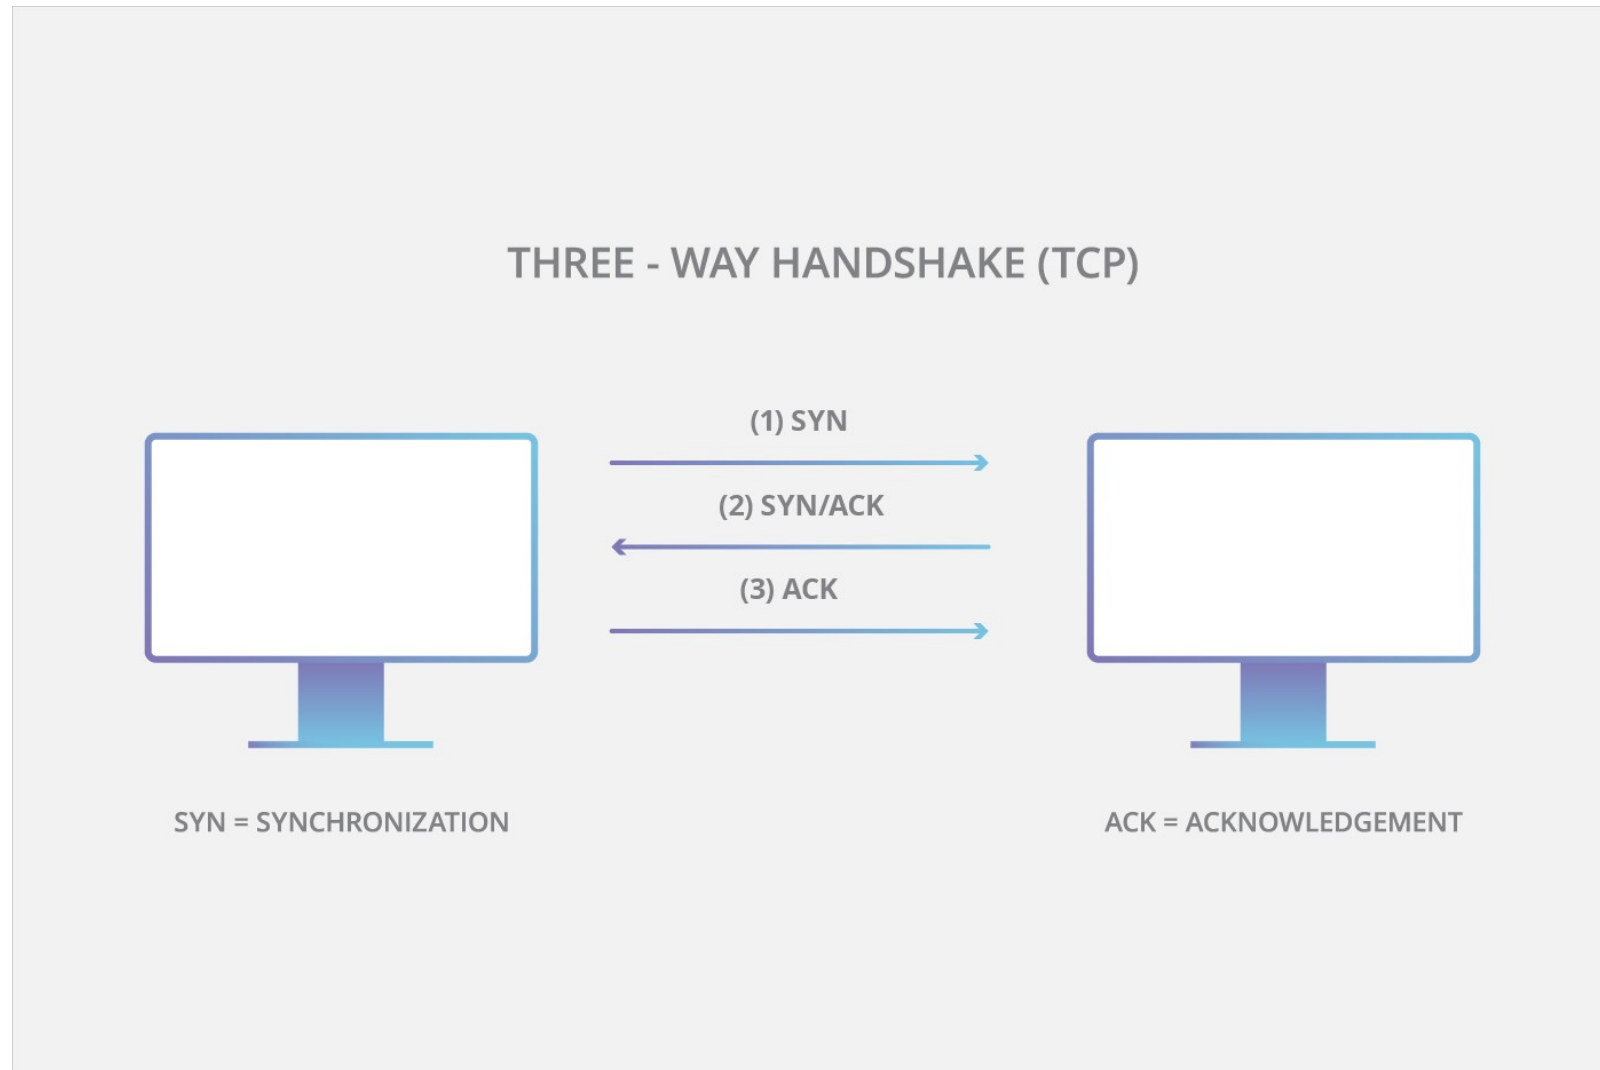 THREE - WAY HANDSHAKE (TCP)
(1) SYN
(2) SYN/ACK
(3) ACK
SYN = SYNCHRONIZATION
ACK = ACKNOWLEDGEMENT